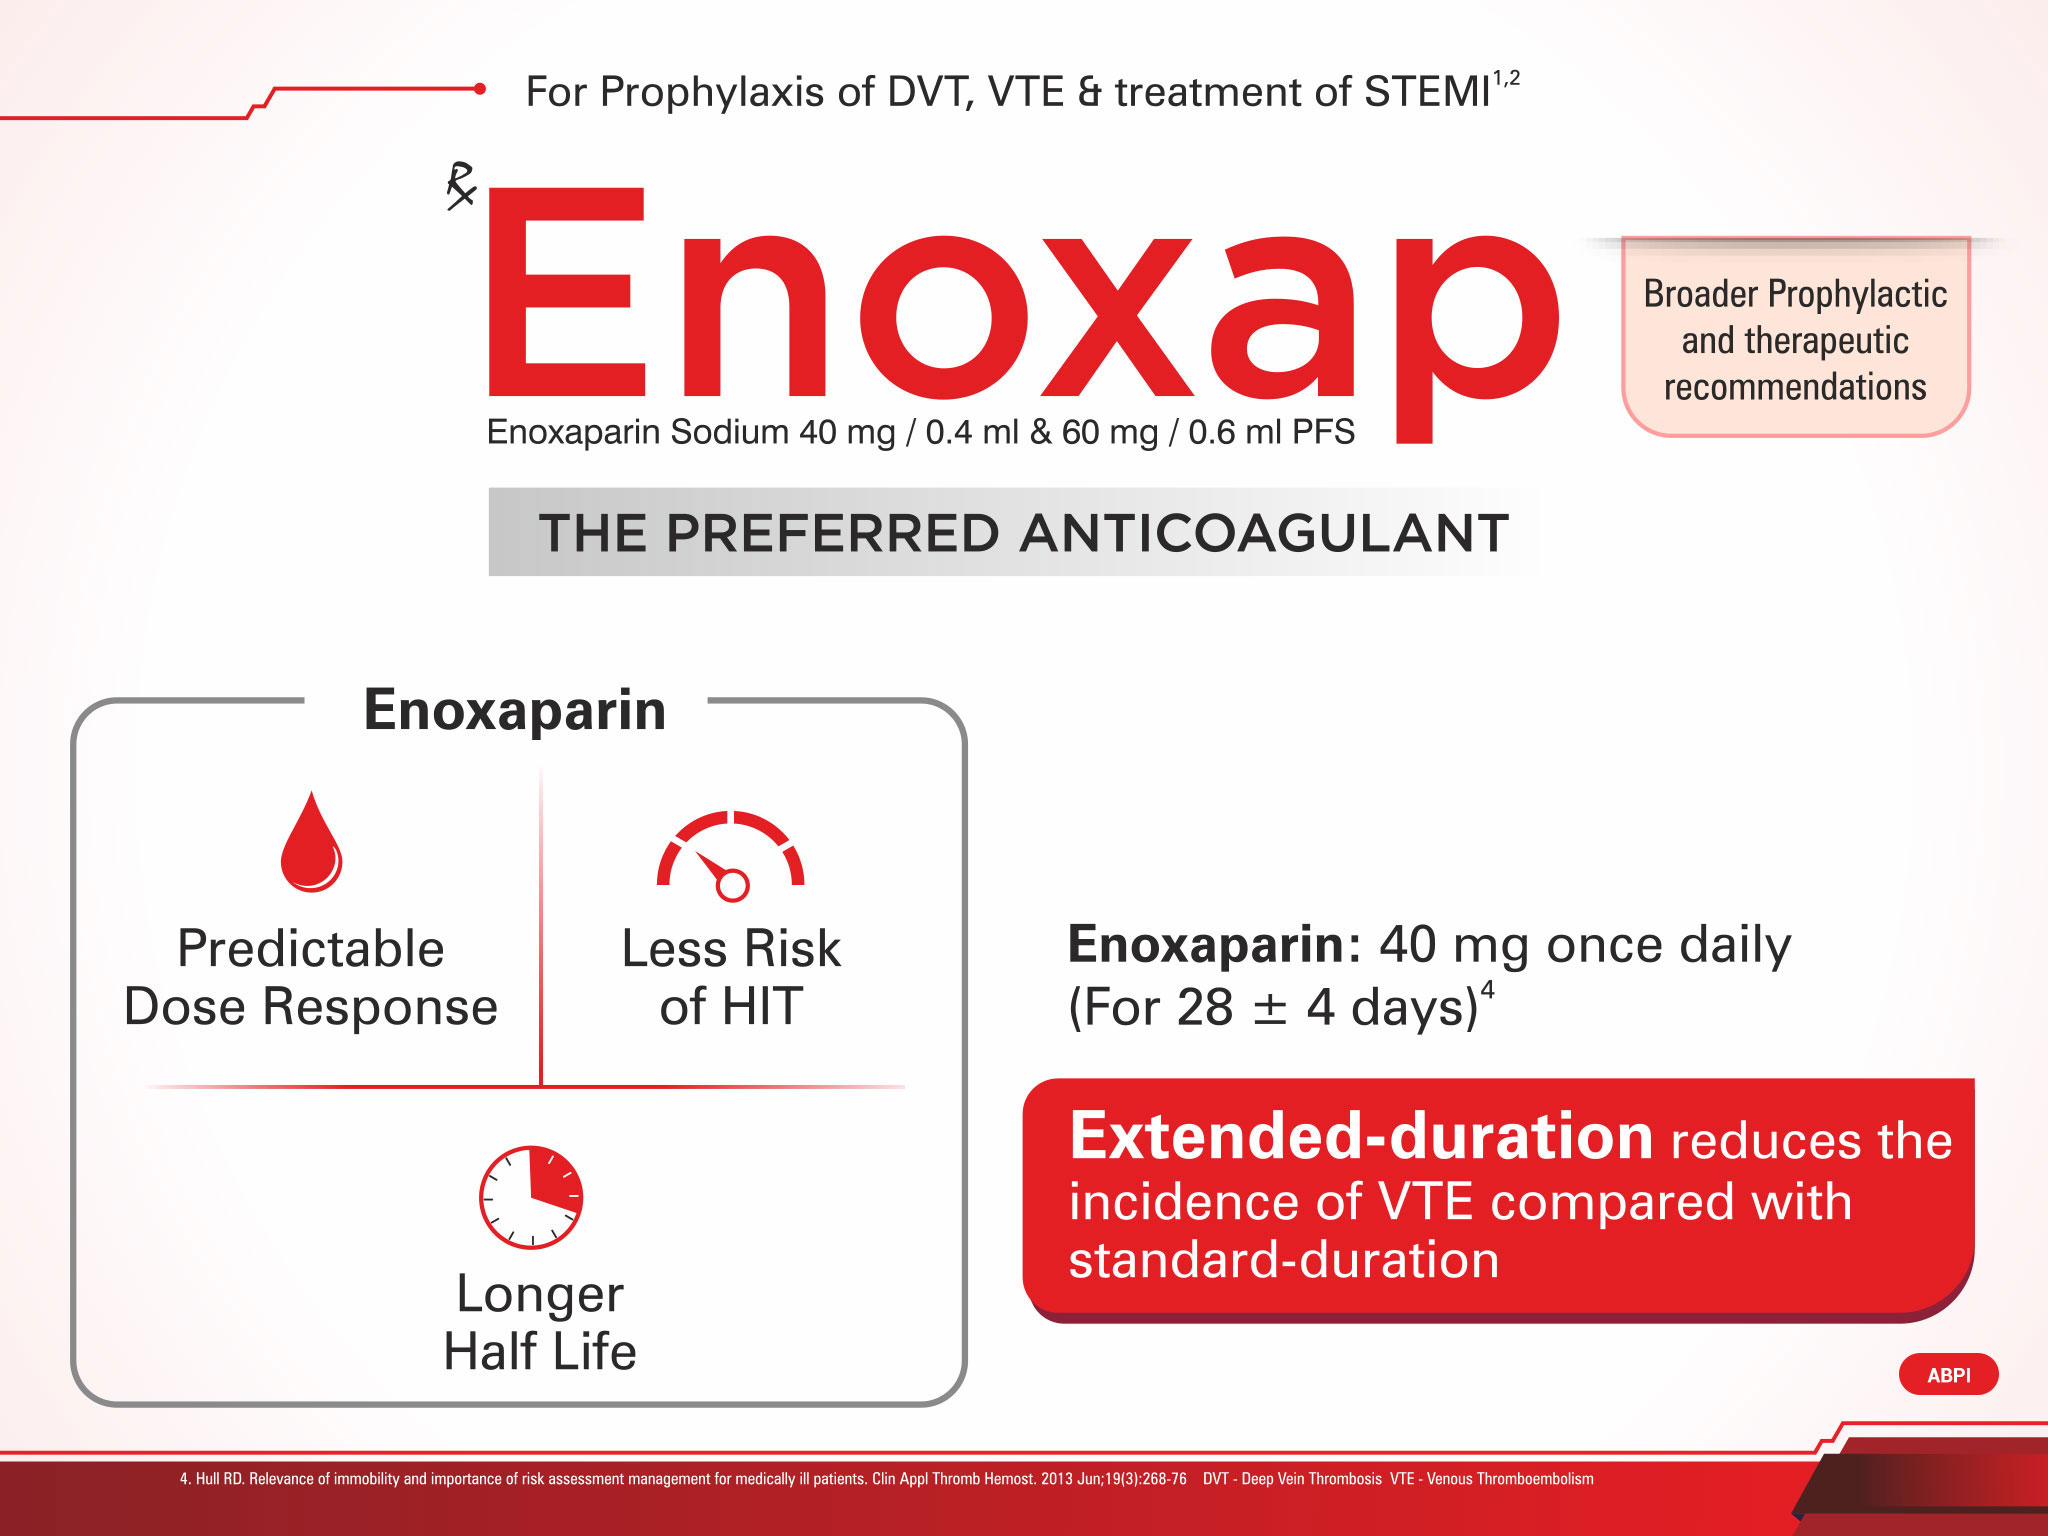 For Prophylaxis of DVT, VTE & treatment of STEMI1,2
℞
Enoxap
Enoxaparin Sodium 40 mg / 0.4 ml & 60 mg / 0.6 ml PFS
Broader Prophylactic
and therapeutic
recommendations
THE PREFERRED ANTICOAGULANT
Enoxaparin
Predictable
Dose Response
Less Risk
of HIT
Longer
Half Life
Enoxaparin: 40 mg once daily
(For 28 ± 4 days)4
Extended-duration reduces the
incidence of VTE compared with
standard-duration
ABPI
4. Hull RD. Relevance of immobility and importance of risk assessment management for medically ill patients. Clin Appl Thromb Hemost. 2013 Jun;19(3):268-76 DVT - Deep Vein Thrombosis VTE - Venous Thromboembolism